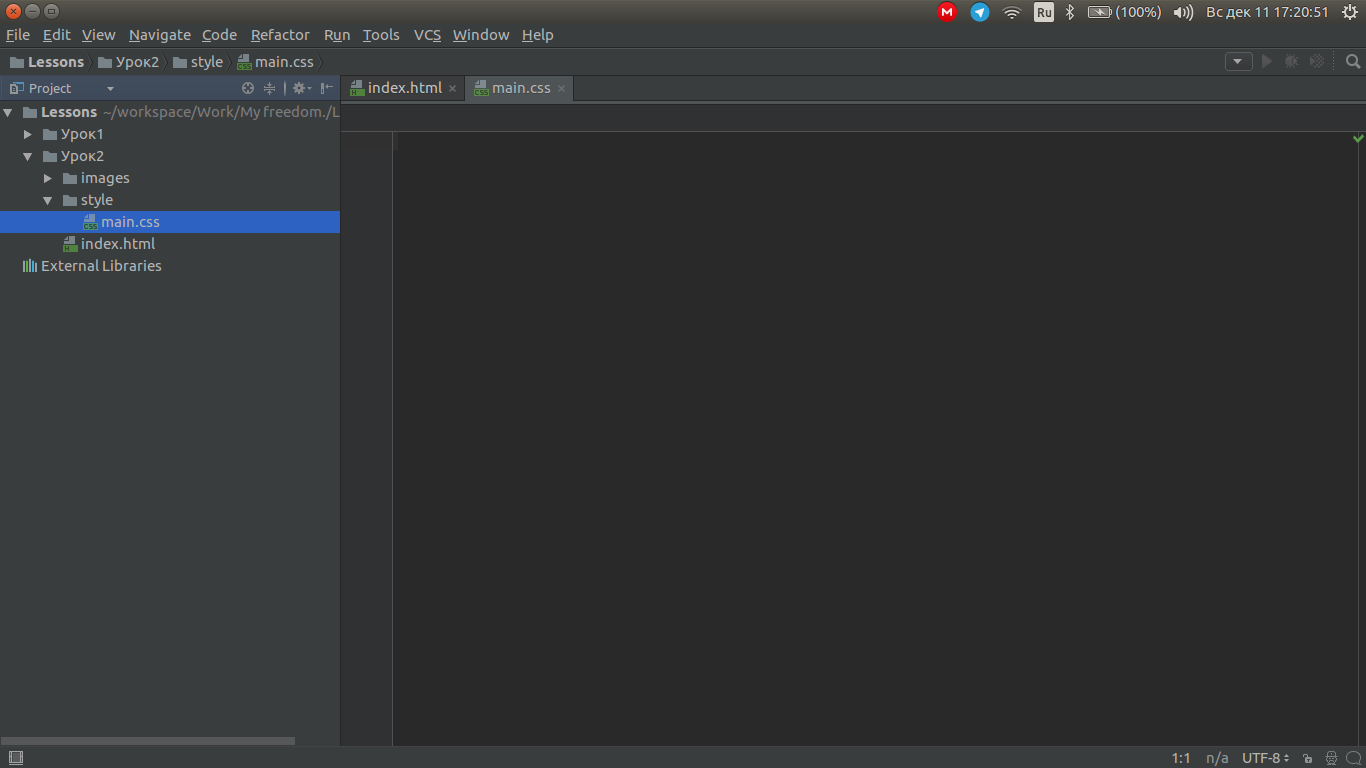 M Ru (100%) Вс дек 11 17:20:51
File Edit View Navigate Code Refactor Run Tools VCS Window Help
Lessons Урок2 style main.css
Project index.html main.css
Lessons ~/workspace/Work/My freedom./L
Урок1
Урок2
images
style
main.css
index.html
External Libraries
1:1 n/a UTF-8